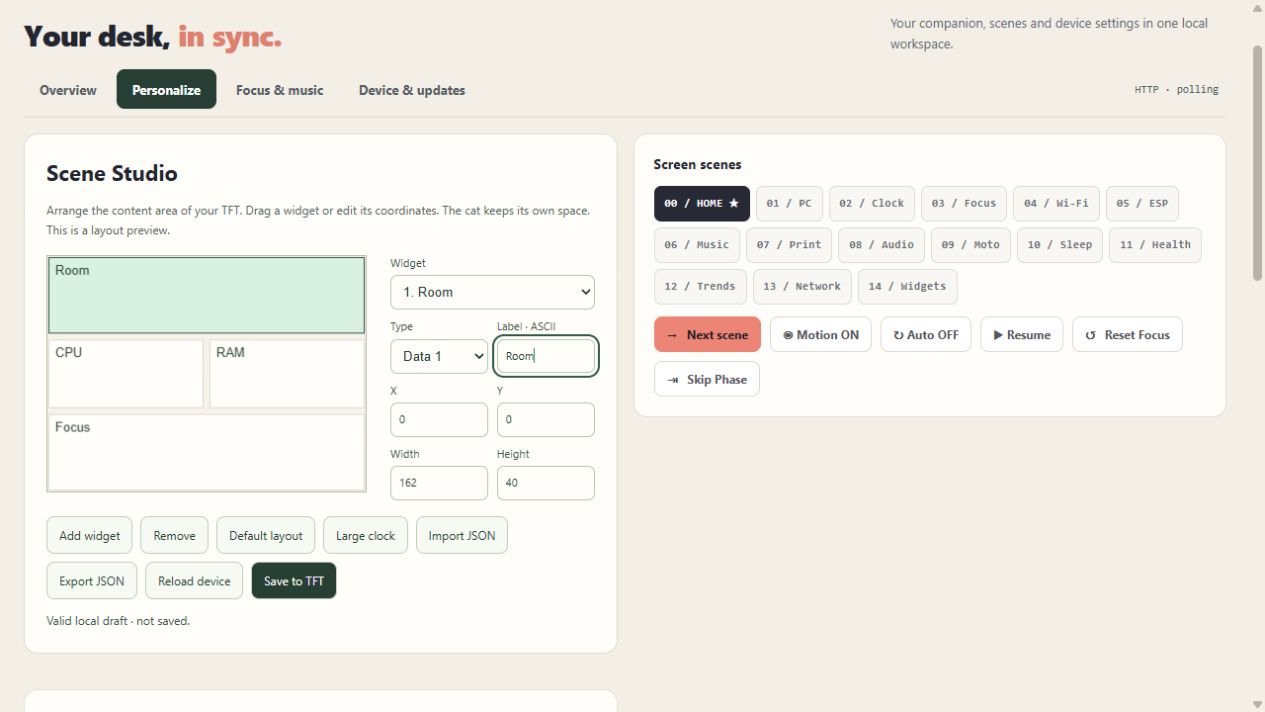 Your desk, in sync.
Your companion, scenes and device settings in one local
workspace.
Overview
Personalize
Focus & music
Device & updates
HTTP · polling
Scene Studio
Arrange the content area of your TFT. Drag a widget or edit its coordinates. The cat keeps its own space.
This is a layout preview.
Room
CPU
RAM
Focus
Widget
1. Room
Type
Label · ASCII
Data 1
Room
X
Y
0
0
Width
Height
162
40
Add widget
Remove
Default layout
Large clock
Import JSON
Export JSON
Reload device
Save to TFT
Valid local draft · not saved.
Screen scenes
00 / HOME ★
01 / PC
02 / Clock
03 / Focus
04 / Wi-Fi
05 / ESP
06 / Music
07 / Print
08 / Audio
09 / Moto
10 / Sleep
11 / Health
12 / Trends
13 / Network
14 / Widgets
→ Next scene
◉ Motion ON
↻ Auto OFF
▶ Resume
↺ Reset Focus
⇥ Skip Phase